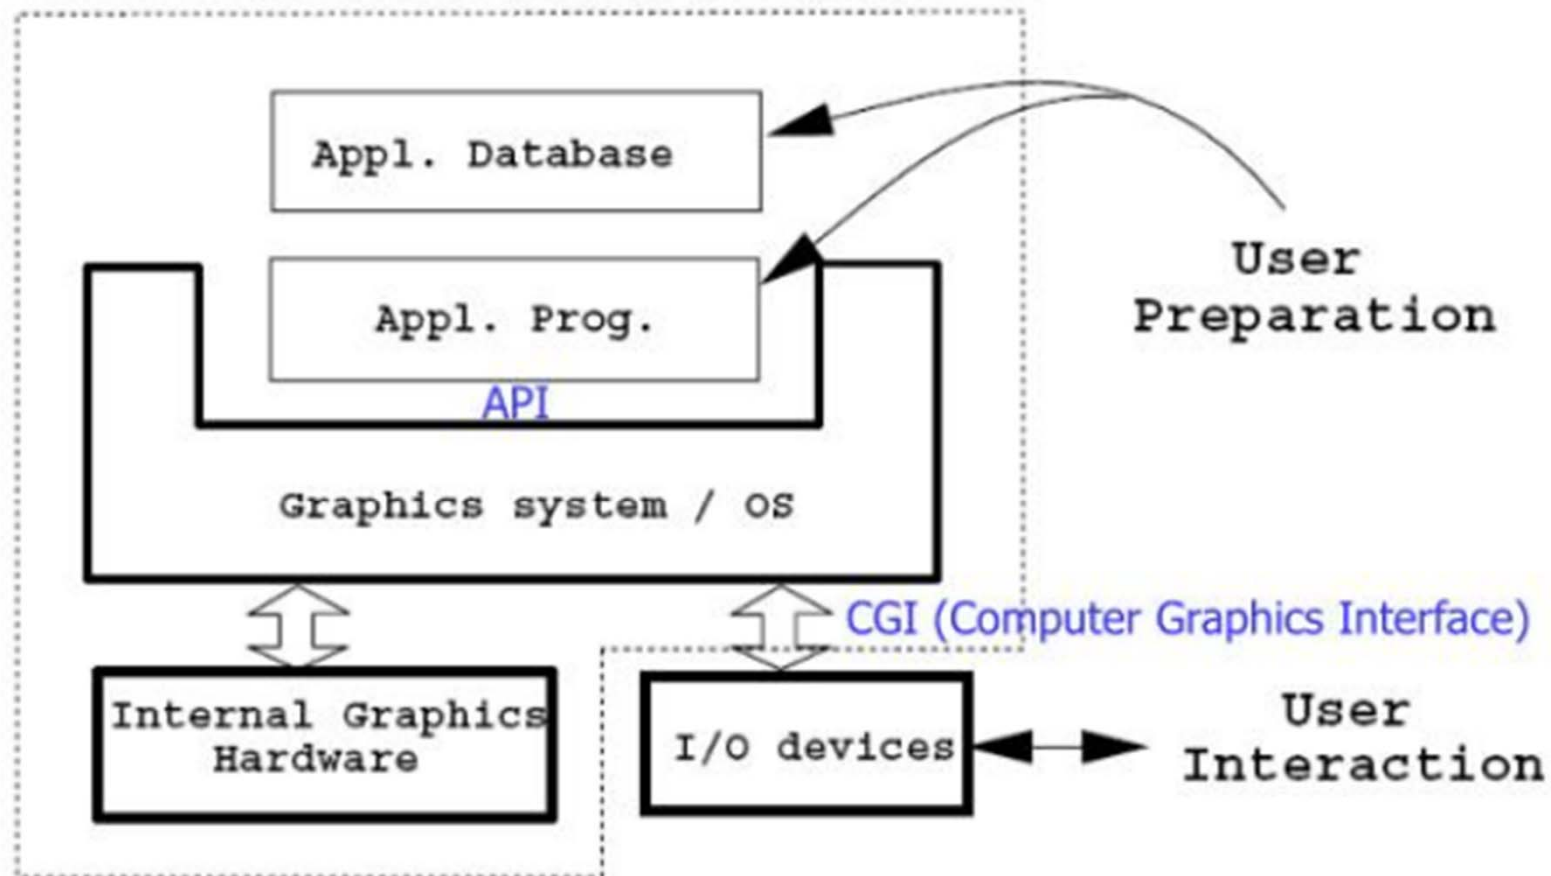 Appl. Database
User
Preparation
Appl. Prog.
API
Graphics system / OS
CGI (Computer Graphics Interface)
Internal Graphics
Hardware
I/O devices
User
Interaction